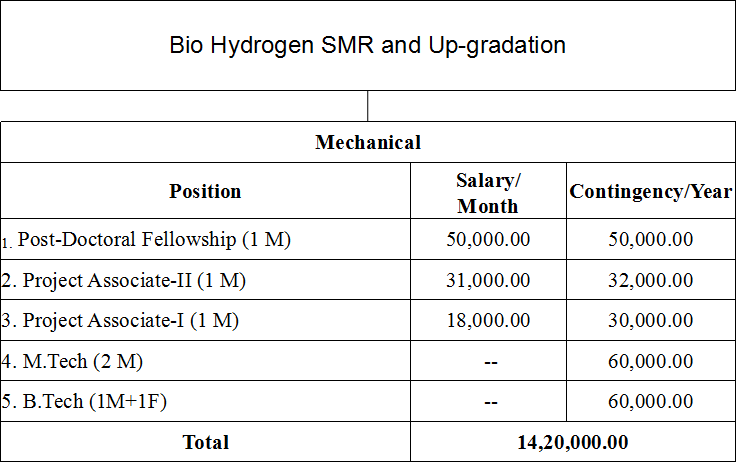 Bio Hydrogen SMR and Up-gradation
Mechanical
Position Salary/ Month Contingency/Year
1. Post-Doctoral Fellowship (1 M) 50,000.00 50,000.00
2. Project Associate-II (1 M) 31,000.00 32,000.00
3. Project Associate-I (1 M) 18,000.00 30,000.00
4. M.Tech (2 M) -- 60,000.00
5. B.Tech (1M+1F) -- 60,000.00
Total 14,20,000.00